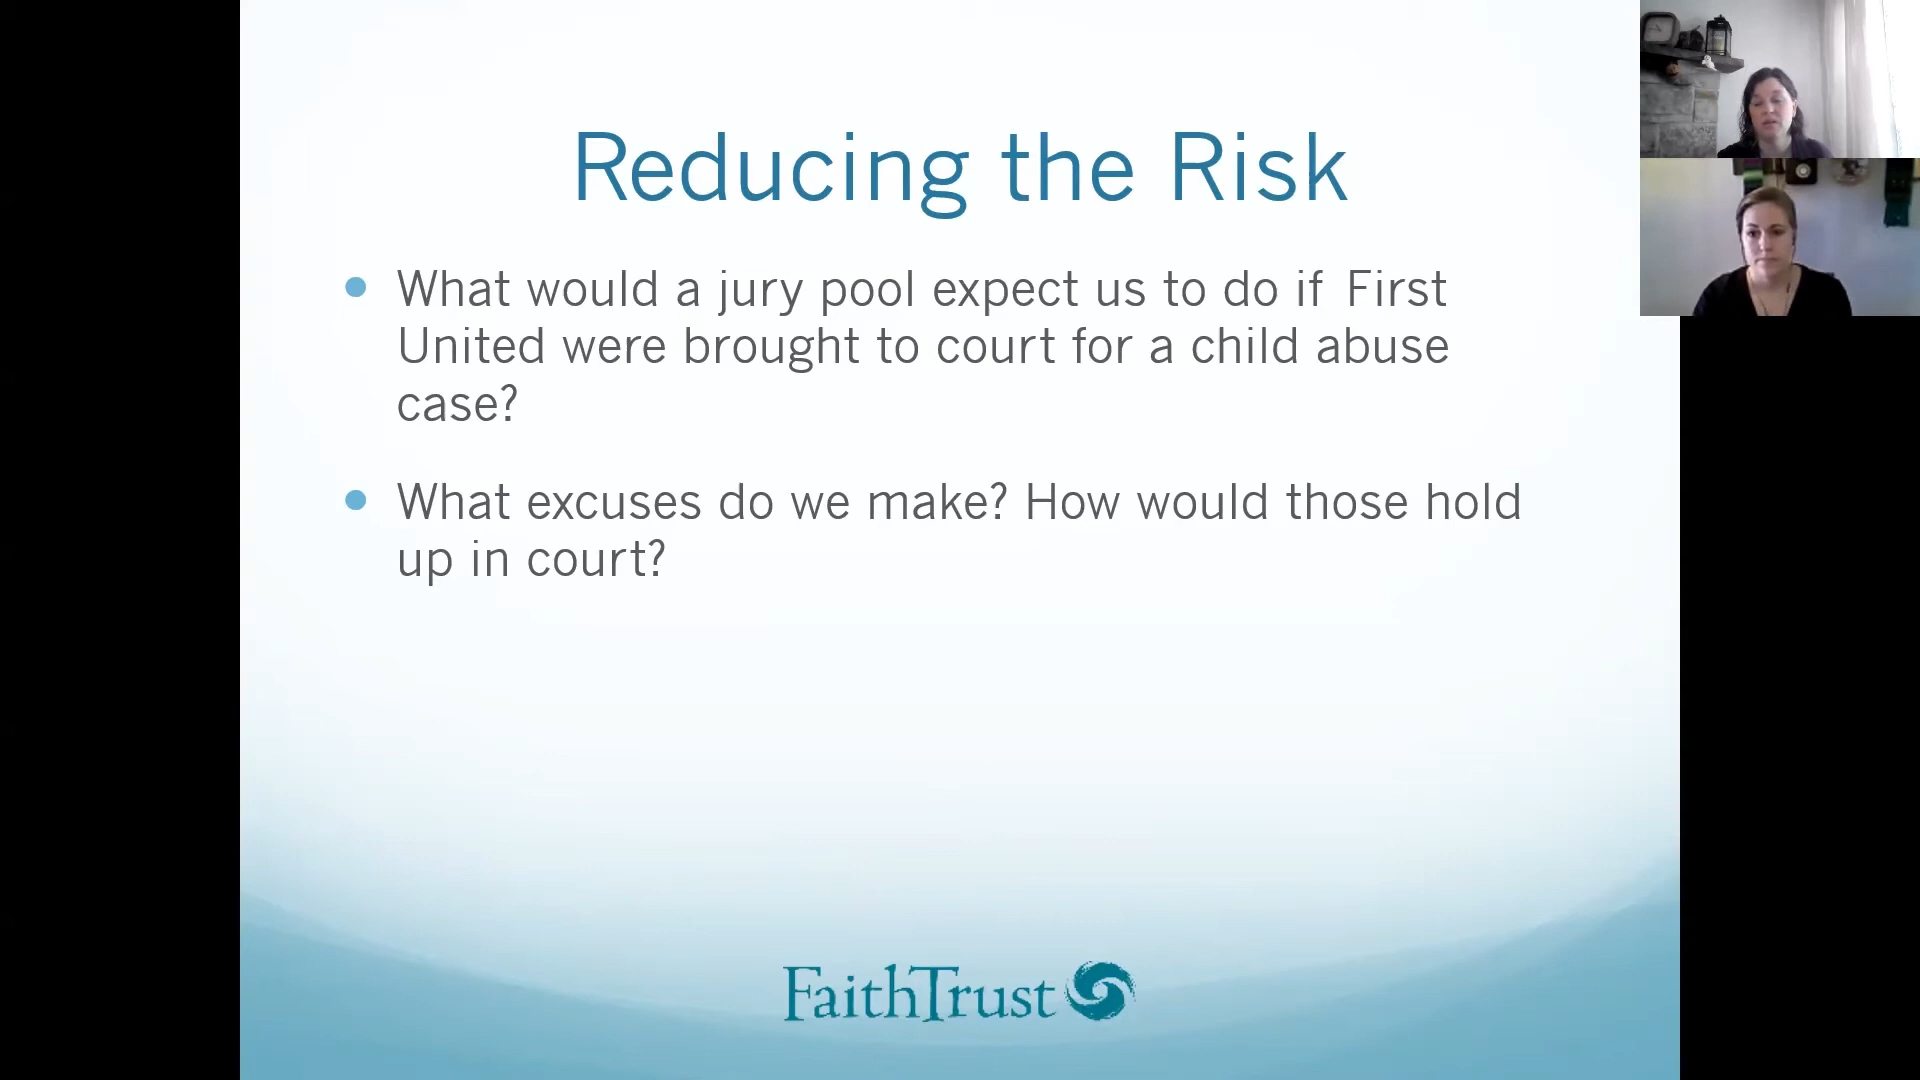 Reducing the Risk
What would a jury pool expect us to do if First
United were brought to court for a child abuse
case?
What excuses do we make? How would those hold
up in court?
FaithTrust